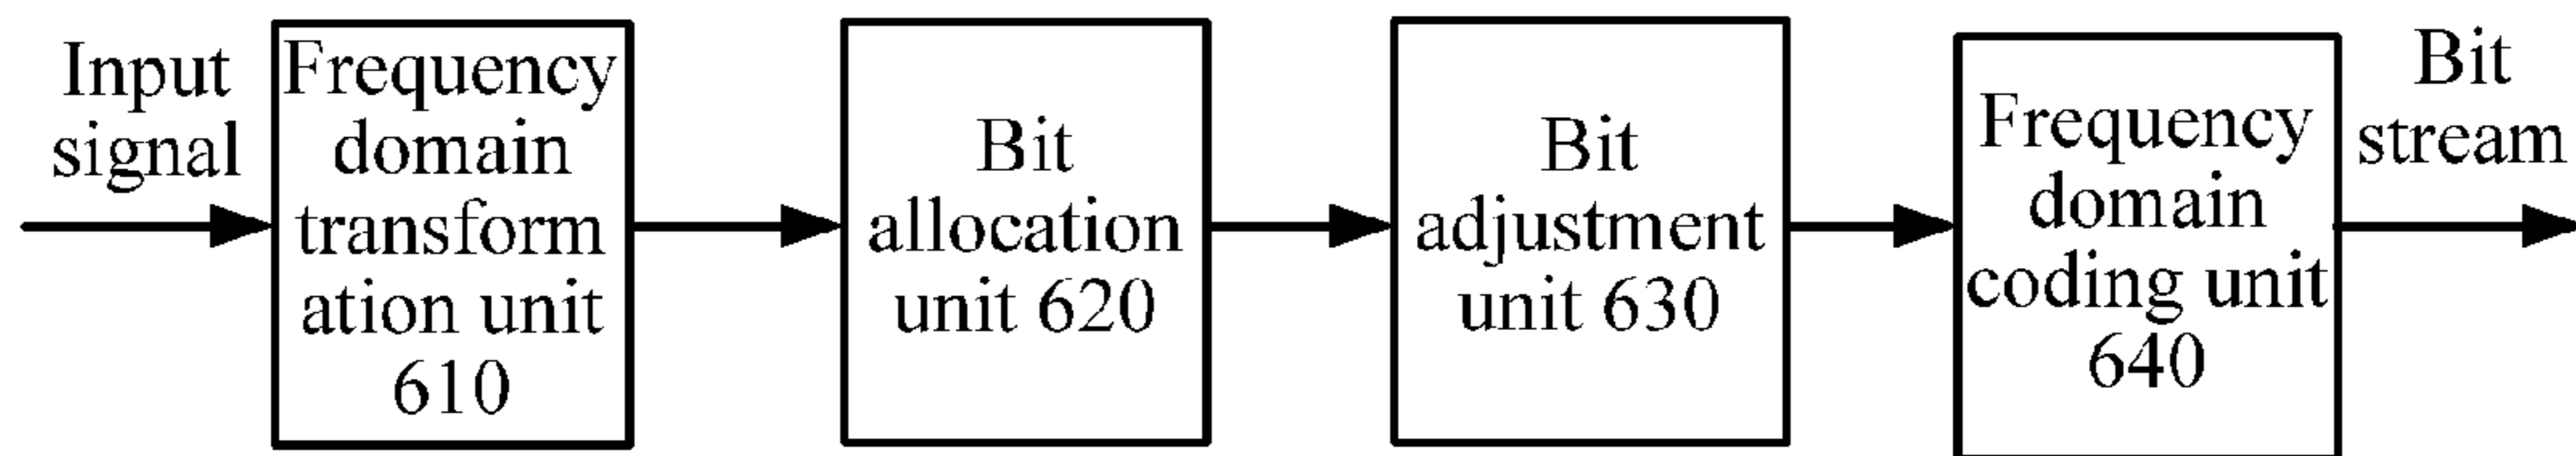 Input
signal
Frequency
domain
transform
ation unit
610
Bit
allocation
unit 620
Bit
adjustment
unit 630
Frequency
domain
coding unit
640
Bit
stream